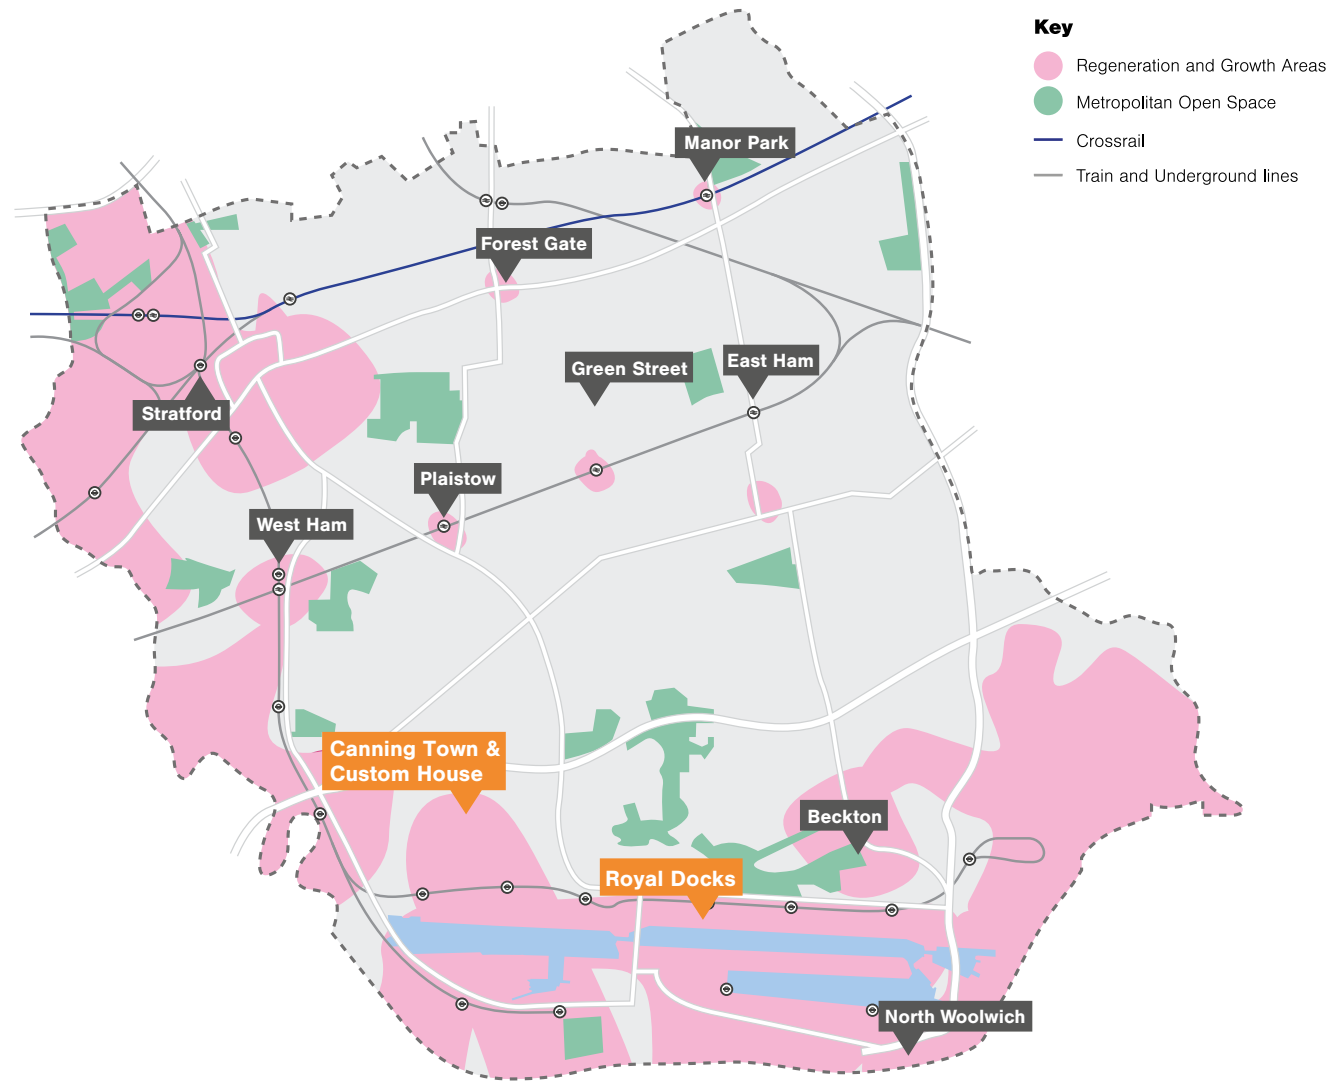 Key
Regeneration and Growth Areas
Metropolitan Open Space
Crossrail
Train and Underground lines
Manor Park
Forest Gate
Green Street
East Ham
Stratford
Plaistow
West Ham
Canning Town &
Custom House
Beckton
Royal Docks
North Woolwich